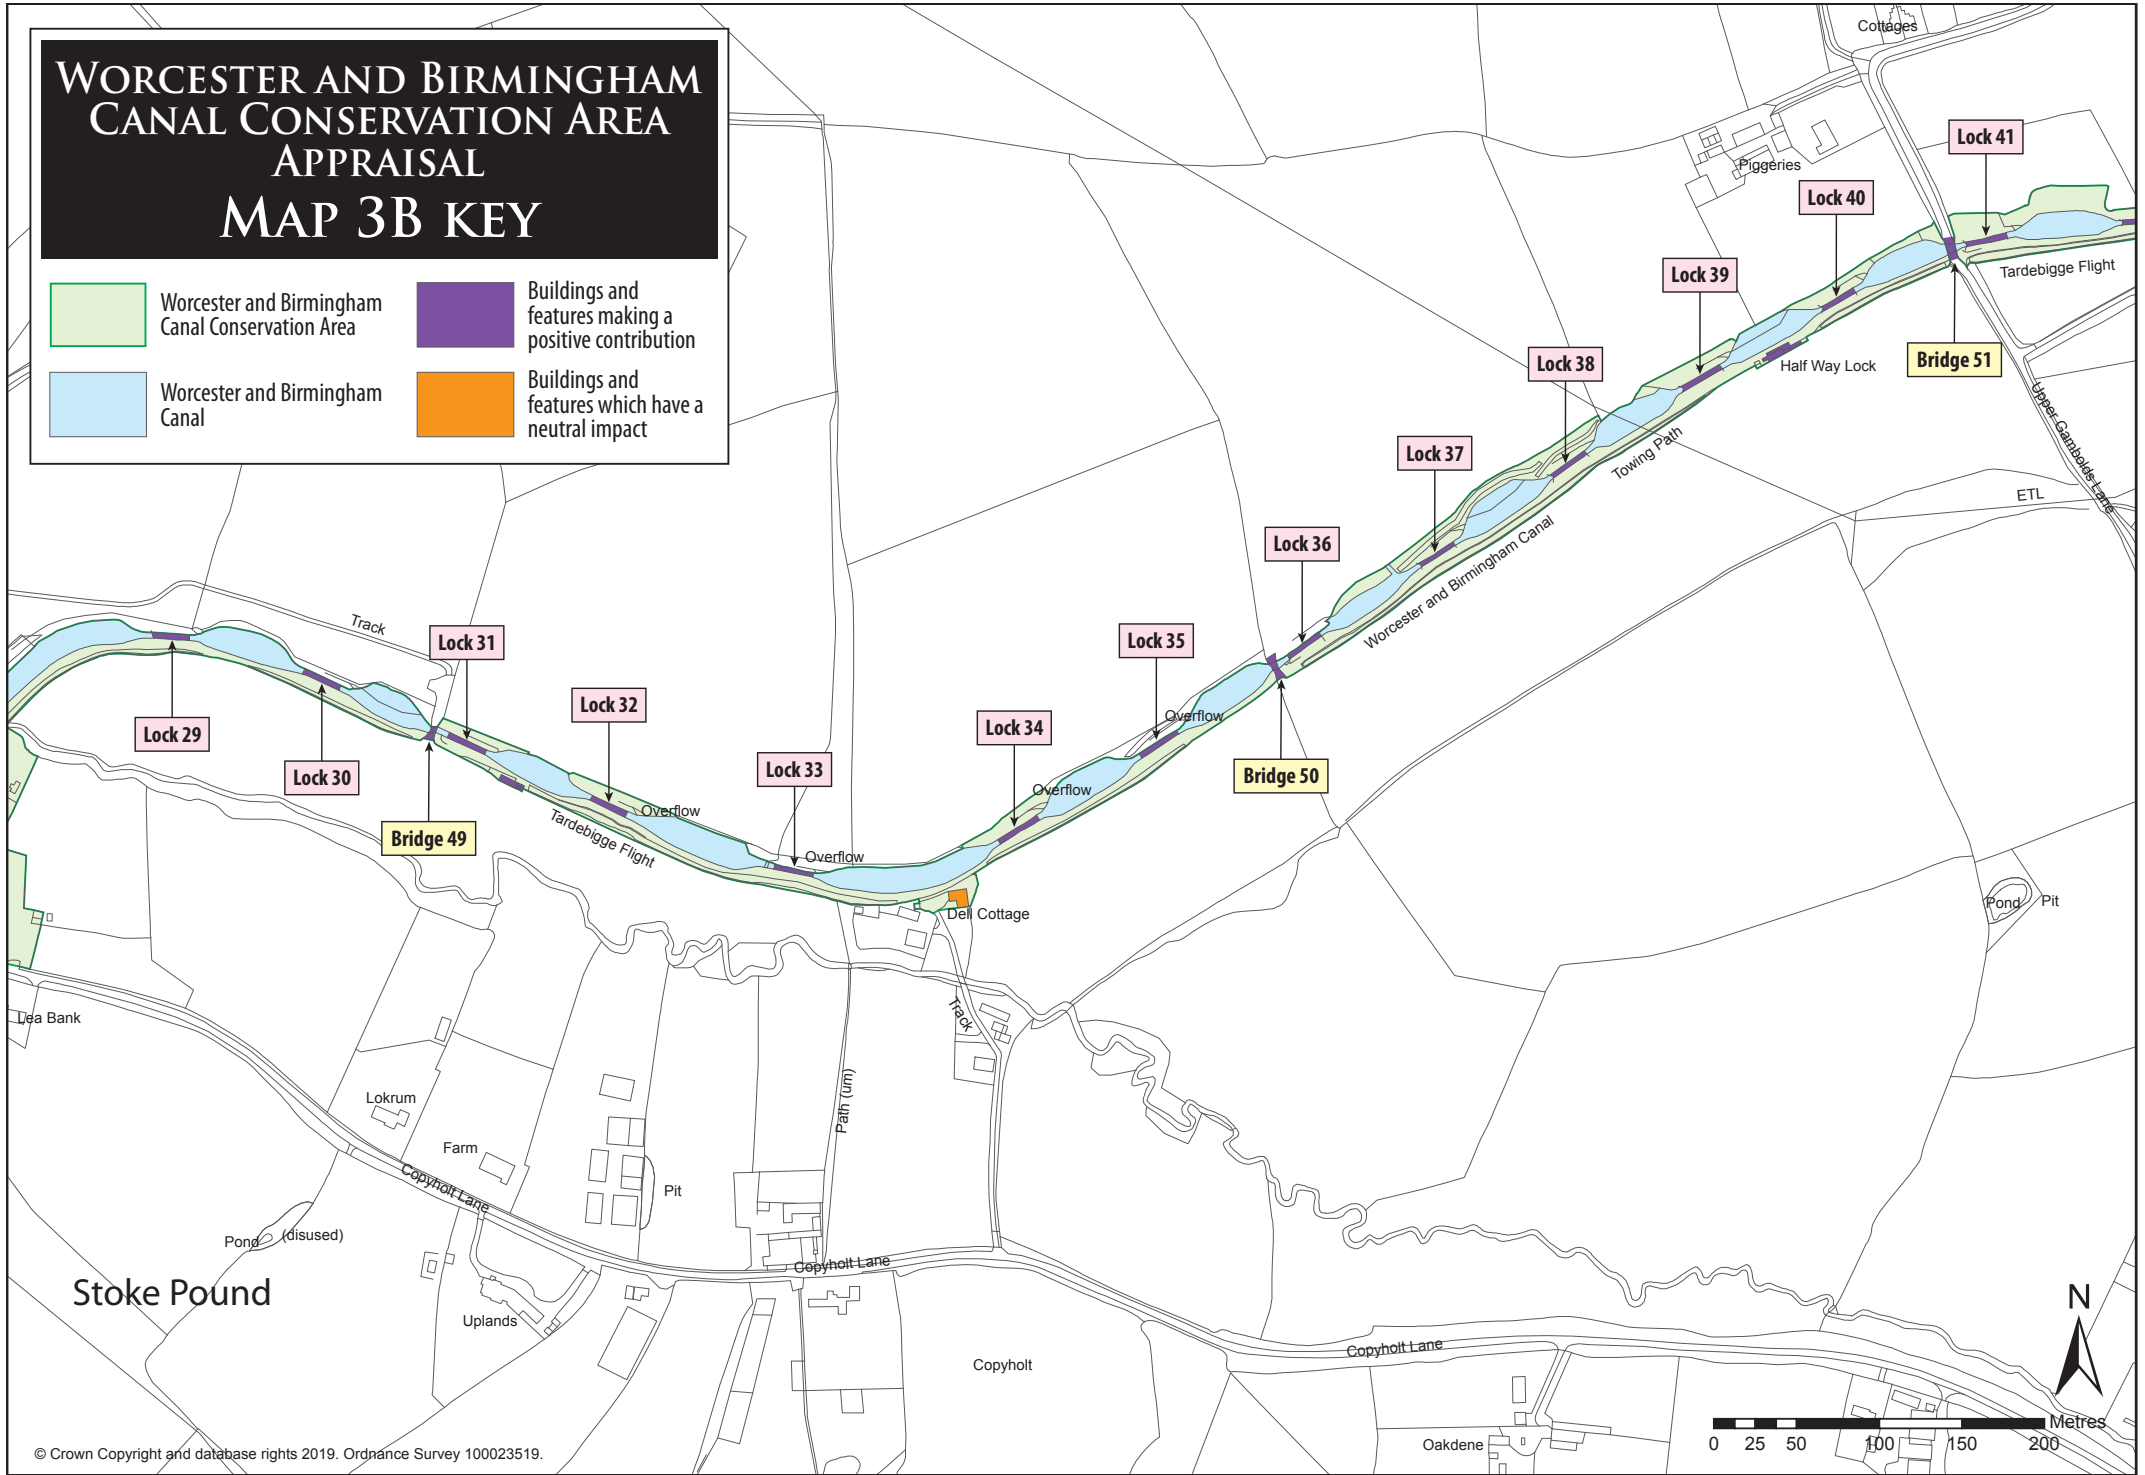 WORCESTER AND BIRMINGHAM
CANAL CONSERVATION AREA
APPRAISAL
MAP 3B KEY
Worcester and Birmingham
Canal Conservation Area
Buildings and
features making a
positive contribution
Worcester and Birmingham
Canal
Buildings and
features which have a
neutral impact
Cottages
Piggeries
Lock 41
Lock 40
Lock 39
Lock 38
Lock 37
Lock 36
Lock 35
Lock 34
Lock 33
Lock 32
Lock 31
Lock 30
Lock 29
Bridge 51
Bridge 50
Bridge 49
Tardebigge Flight
Half Way Lock
Upper Gambolds Lane
ETL
Towing Path
Worcester and Birmingham Canal
Track
Overflow
Overflow
Overflow
Overflow
Tardebigge Flight
Dell Cottage
Track
Path (um)
Pond
Pit
Lea Bank
Lokrum
Farm
Copyholt Lane
Pit
Pond
(disused)
Stoke Pound
Uplands
Copyholt Lane
Copyholt
Copyholt Lane
Oakdene
N
Metres
0 25 50 100 150 200
© Crown Copyright and database rights 2019. Ordnance Survey 100023519.